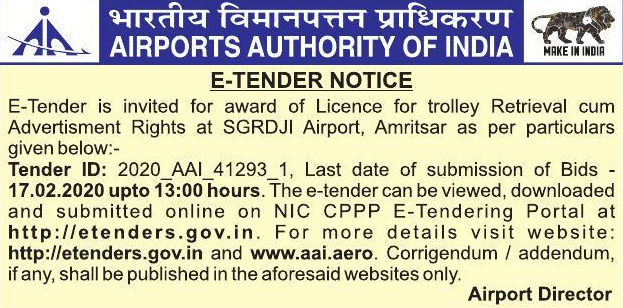 भारतीय विमानपत्तन प्राधिकरण
AIRPORTS AUTHORITY OF INDIA
MAKE IN INDIA
E-TENDER NOTICE
E-Tender is invited for award of Licence for trolley Retrieval cum
Advertisment Rights at SGRDJI Airport, Amritsar as per particulars
given below:-
Tender ID: 2020_AAI_41293_1, Last date of submission of Bids -
17.02.2020 upto 13:00 hours. The e-tender can be viewed, downloaded
and submitted online on NIC CPPP E-Tendering Portal at
http://etenders.gov.in. For more details visit website:
http://etenders.gov.in and www.aai.aero. Corrigendum / addendum,
if any, shall be published in the aforesaid websites only.
Airport Director